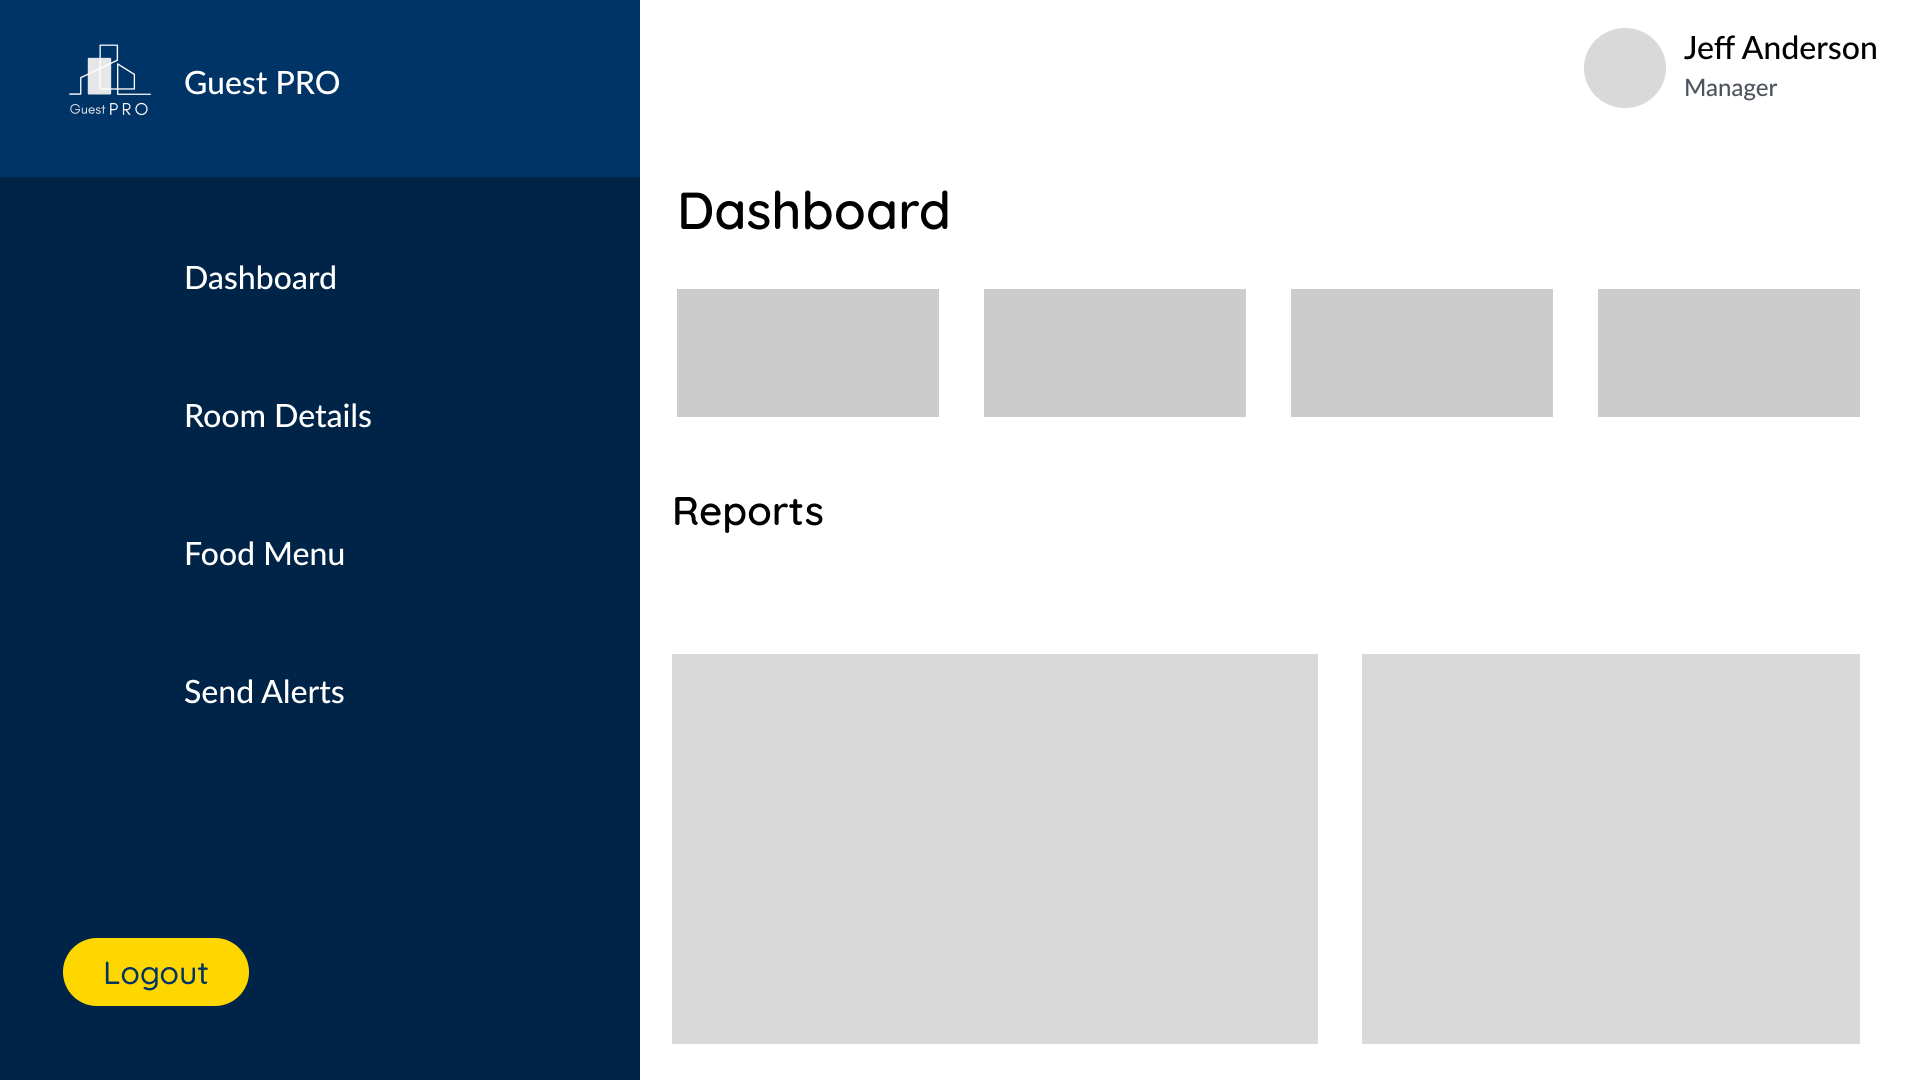 Guest PRO
Guest PRO
Dashboard
Room Details
Food Menu
Send Alerts
Logout
Jeff Anderson
Manager
Dashboard
Reports